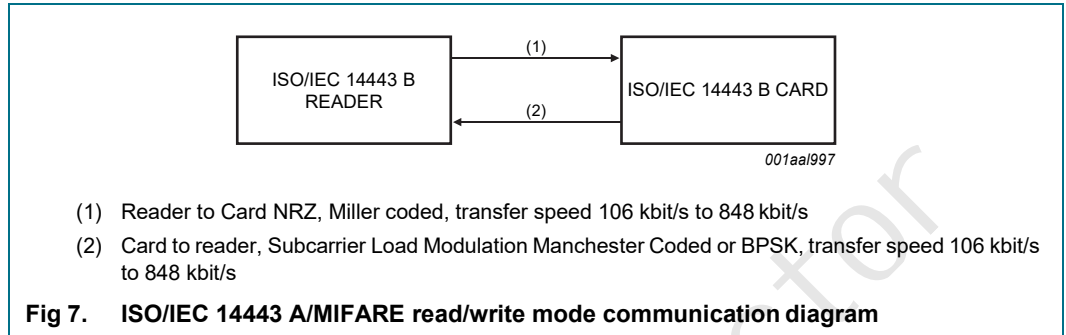 (1)
ISO/IEC 14443 B
READER
ISO/IEC 14443 B CARD
(2)
001aal997
(1) Reader to Card NRZ, Miller coded, transfer speed 106 kbit/s to 848 kbit/s
(2) Card to reader, Subcarrier Load Modulation Manchester Coded or BPSK, transfer speed 106 kbit/s
to 848 kbit/s
Fig 7. ISO/IEC 14443 A/MIFARE read/write mode communication diagram